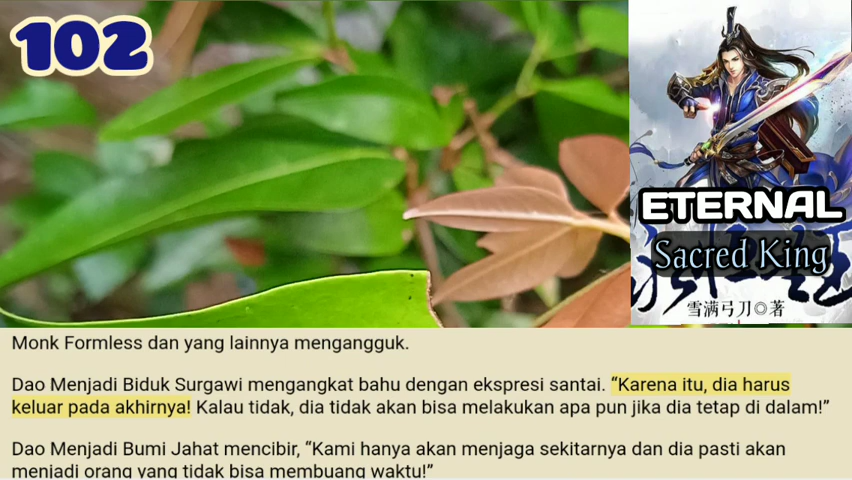 102
ETERNAL
Sacred King
雪满弓刀◎著
Monk Formless dan yang lainnya mengangguk.
Dao Menjadi Biduk Surgawi mengangkat bahu dengan ekspresi santai. “Karena itu, dia harus
keluar pada akhirnya! Kalau tidak, dia tidak akan bisa melakukan apa pun jika dia tetap di dalam!”
Dao Menjadi Bumi Jahat mencibir, “Kami hanya akan menjaga sekitarnya dan dia pasti akan
menjadi orang yang tidak bisa membuang waktu!”